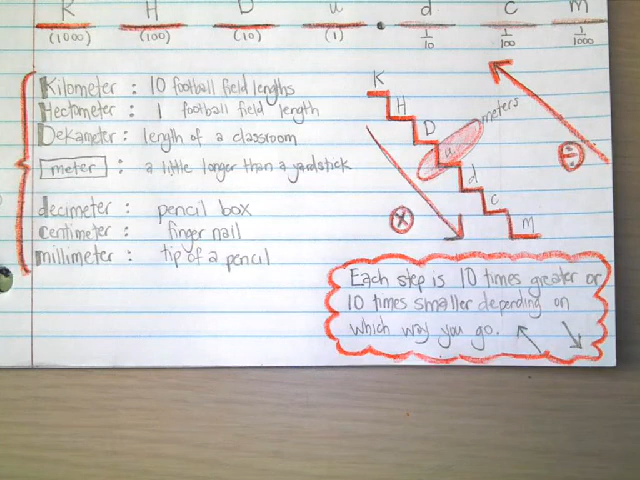 K H D u d c m
(1000) (100) (10) (1) 1/10 1/100 1/1000
Kilometer : 10 football field lengths
Hectometer : 1 football field length
Dekameter : length of a classroom
meter : a little longer than a yardstick
decimeter : pencil box
centimeter : finger nail
millimeter : tip of a pencil
K
H
D
u
meters
d
c
m
÷
x
Each step is 10 times greater or
10 times smaller depending on
which way you go.